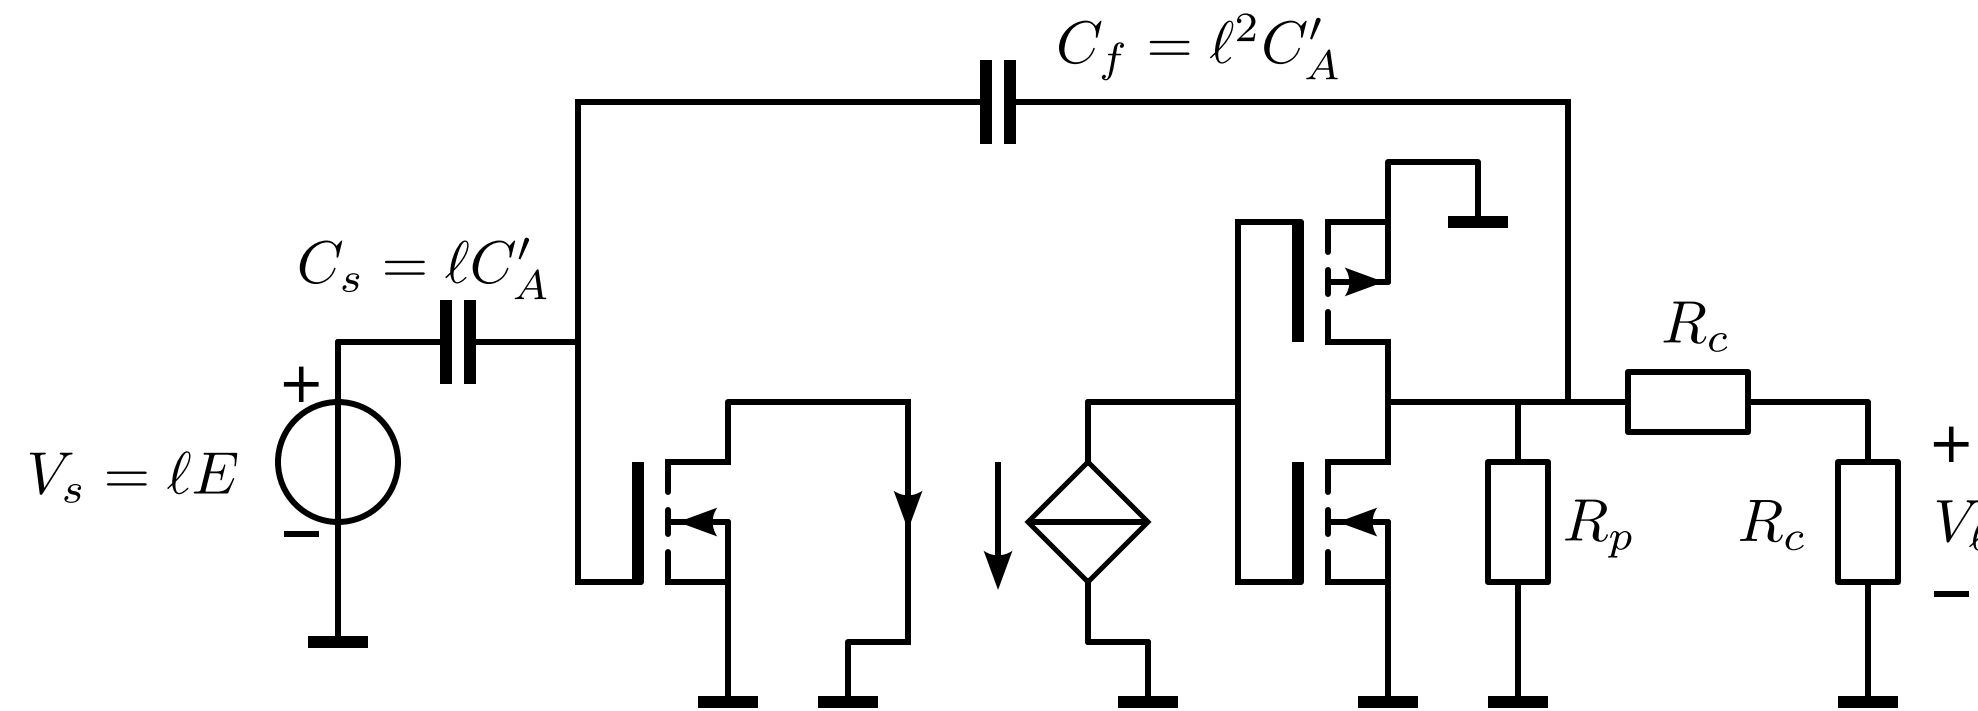 C_f = ℓ²C′_A
C_s = ℓC′_A
R_c
+
+
V_s = ℓE
R_p
R_c
−
−